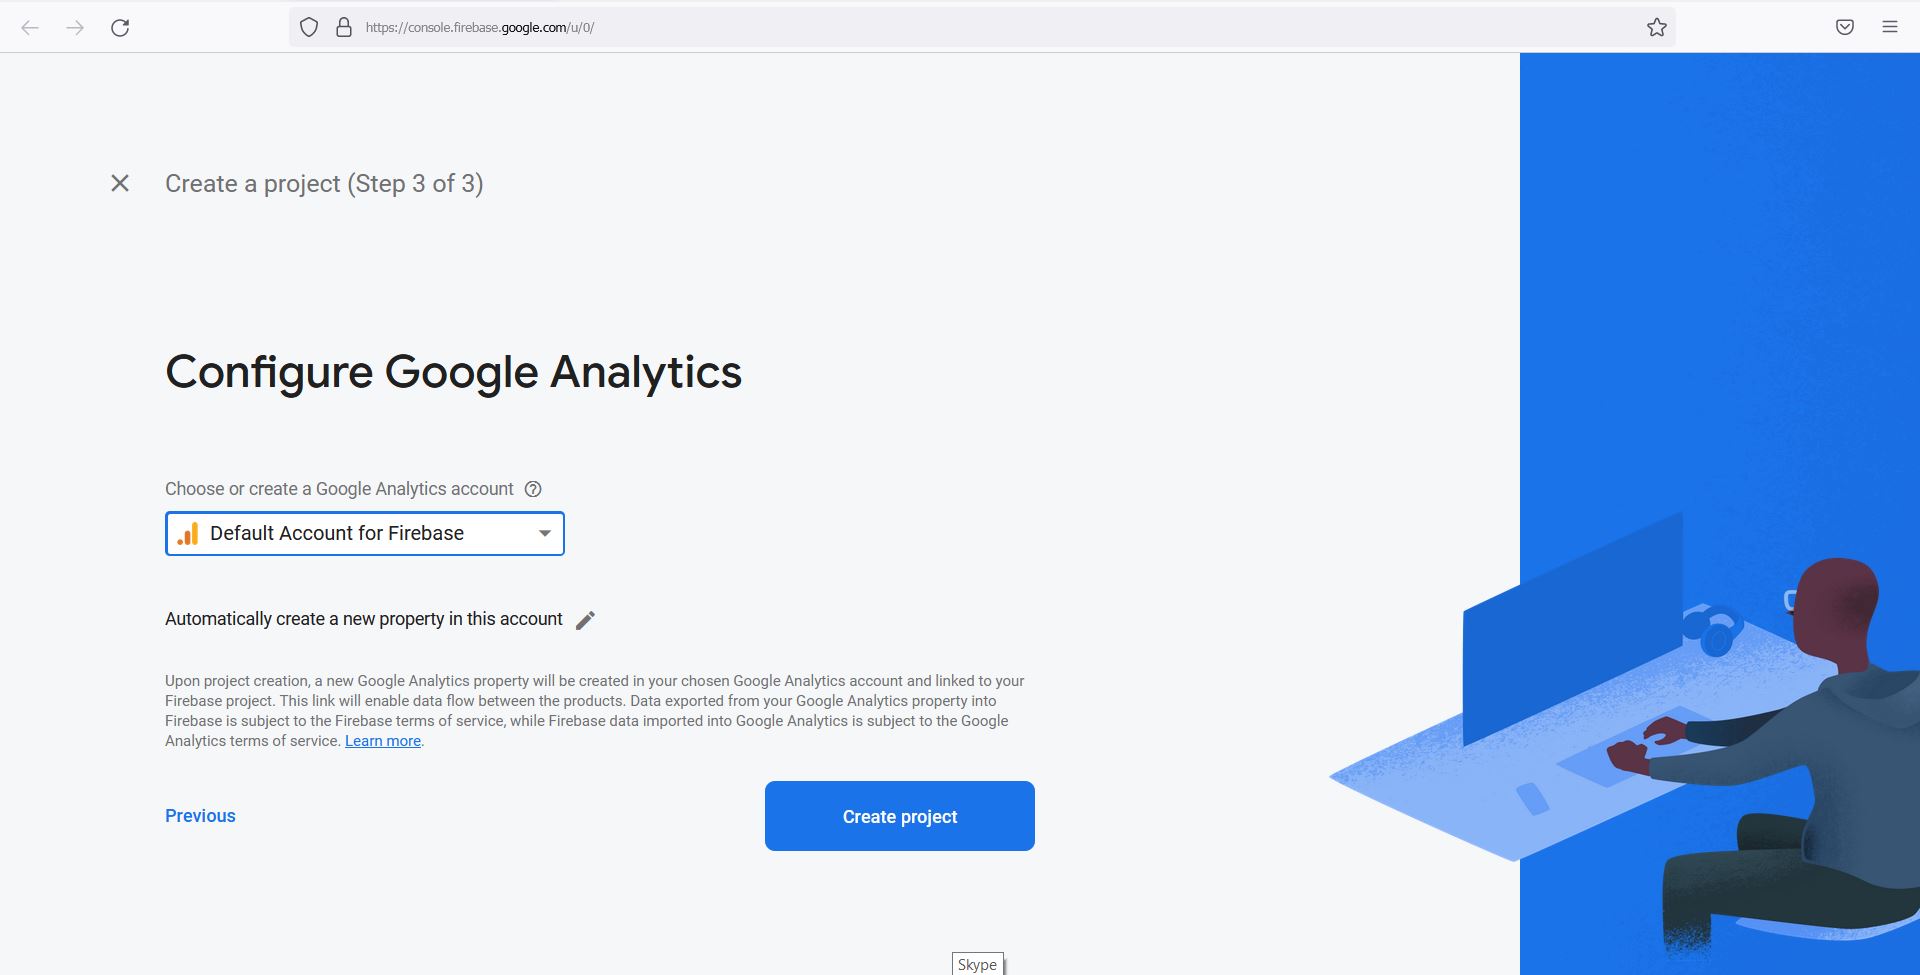 https://console.firebase.google.com/u/0/
Create a project (Step 3 of 3)
Configure Google Analytics
Choose or create a Google Analytics account
Default Account for Firebase
Automatically create a new property in this account
Upon project creation, a new Google Analytics property will be created in your chosen Google Analytics account and linked to your
Firebase project. This link will enable data flow between the products. Data exported from your Google Analytics property into
Firebase is subject to the Firebase terms of service, while Firebase data imported into Google Analytics is subject to the Google
Analytics terms of service. Learn more.
Previous
Create project
Skype